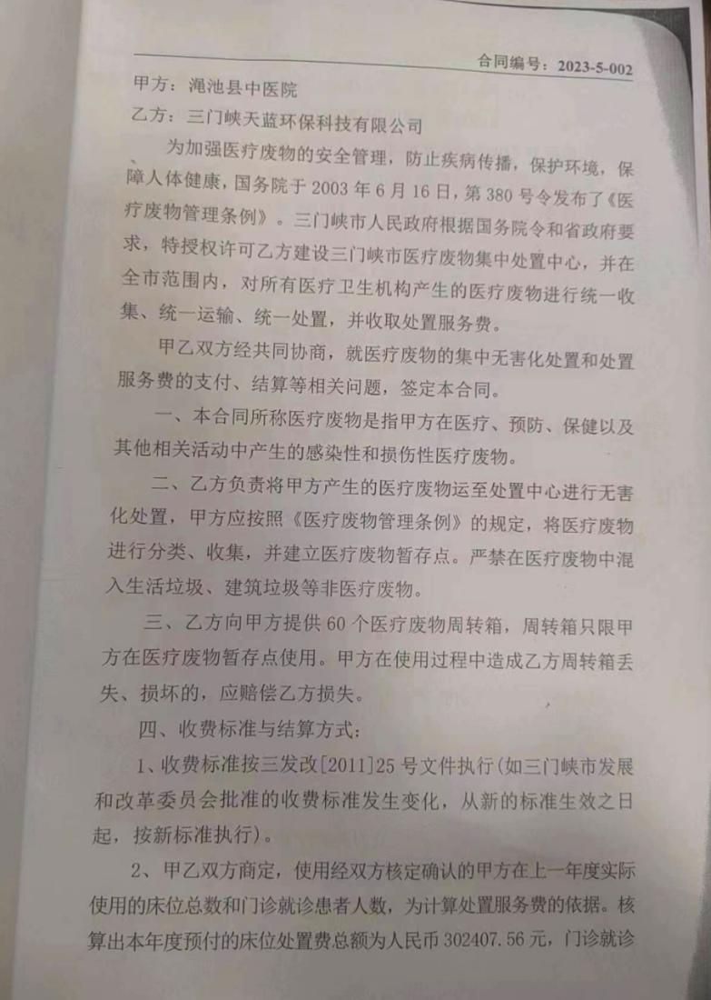 合同编号：2023-5-002
甲方：渑池县中医院
乙方：三门峡天蓝环保科技有限公司
为加强医疗废物的安全管理，防止疾病传播，保护环境，保
障人体健康，国务院于 2003 年 6 月 16 日，第 380 号令发布了《医
疗废物管理条例》。三门峡市人民政府根据国务院令和省政府要
求，特授权许可乙方建设三门峡市医疗废物集中处置中心，并在
全市范围内，对所有医疗卫生机构产生的医疗废物进行统一收
集、统一运输、统一处置，并收取处置服务费。
甲乙双方经共同协商，就医疗废物的集中无害化处置和处置
服务费的支付、结算等相关问题，签定本合同。
一、本合同所称医疗废物是指甲方在医疗、预防、保健以及
其他相关活动中产生的感染性和损伤性医疗废物。
二、乙方负责将甲方产生的医疗废物运至处置中心进行无害
化处置，甲方应按照《医疗废物管理条例》的规定，将医疗废物
进行分类、收集，并建立医疗废物暂存点。严禁在医疗废物中混
入生活垃圾、建筑垃圾等非医疗废物。
三、乙方向甲方提供 60 个医疗废物周转箱，周转箱只限甲
方在医疗废物暂存点使用。甲方在使用过程中造成乙方周转箱丢
失、损坏的，应赔偿乙方损失。
四、收费标准与结算方式：
1、收费标准按三发改[2011]25 号文件执行(如三门峡市发展
和改革委员会批准的收费标准发生变化，从新的标准生效之日
起，按新标准执行)。
2、甲乙双方商定，使用经双方核定确认的甲方在上一年度实际
使用的床位总数和门诊就诊患者人数，为计算处置服务费的依据。核
算出本年度预付的床位处置费总额为人民币 302407.56 元，门诊就诊